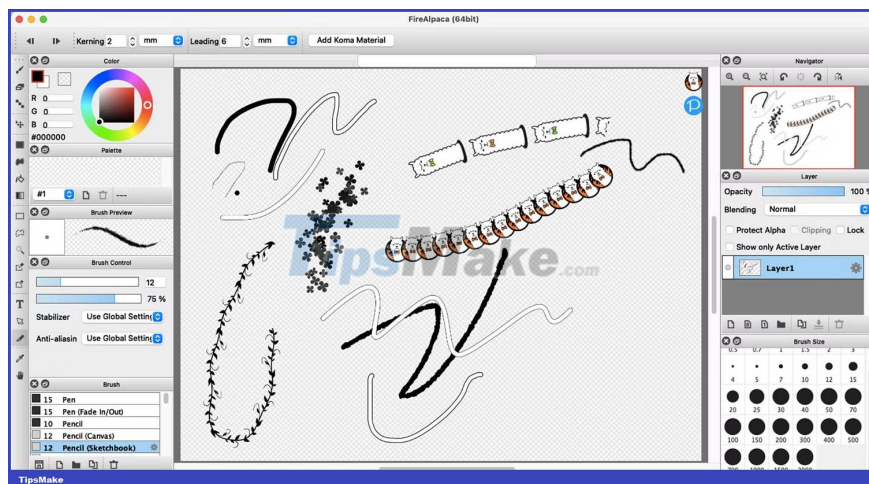 FireAlpaca (64bit)
Kerning 2 mm Leading 6 mm Add Koma Material
Color
R 0
G 0
B 0
#000000
Palette
#1 ---
Brush Preview
Brush Control
12
75 %
Stabilizer Use Global Setting
Anti-aliasin Use Global Setting
Brush
15 Pen
15 Pen (Fade In/Out)
10 Pencil
12 Pencil (Canvas)
12 Pencil (Sketchbook)
T
P
TipsMake.com
Navigator
Layer
Opacity 100 %
Blending Normal
Protect Alpha Clipping Lock
Show only Active Layer
Layer1
Brush Size
0.5 0.7 1 1.5 2 3
4 5 7 10 12 15
20 25 30 40 50 70
100 150 200 300 400 500
700 1000 1500 2000
TipsMake